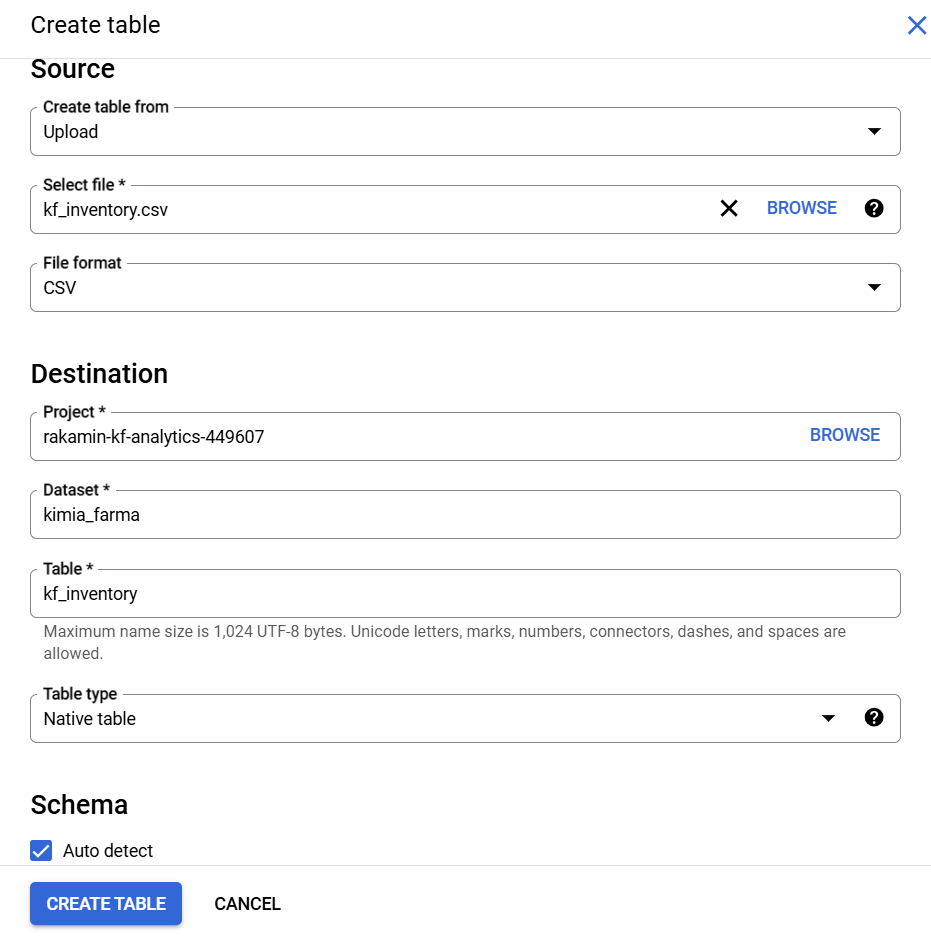 Create table
Source
Create table from
Upload
Select file *
kf_inventory.csv BROWSE
File format
CSV
Destination
Project *
rakamin-kf-analytics-449607 BROWSE
Dataset *
kimia_farma
Table *
kf_inventory
Maximum name size is 1,024 UTF-8 bytes. Unicode letters, marks, numbers, connectors, dashes, and spaces are
allowed.
Table type
Native table
Schema
Auto detect
CREATE TABLE CANCEL